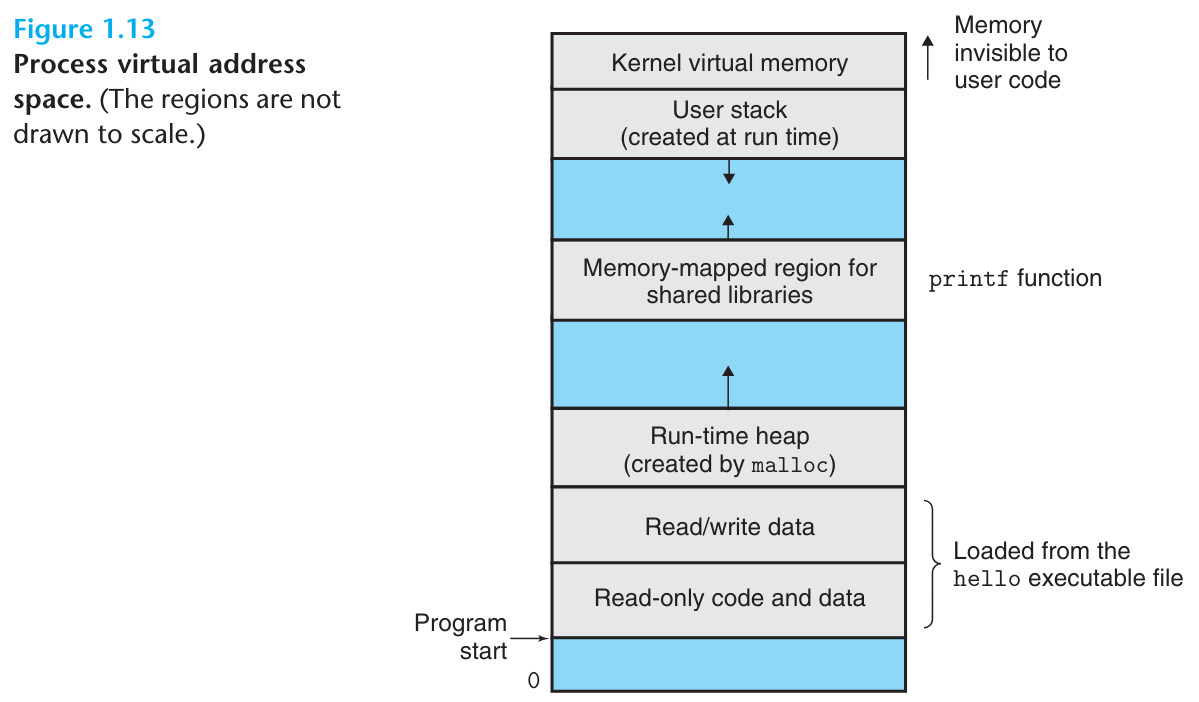 Figure 1.13
Process virtual address
space. (The regions are not
drawn to scale.)
Kernel virtual memory
Memory
invisible to
user code
User stack
(created at run time)
Memory-mapped region for
shared libraries
printf function
Run-time heap
(created by malloc)
Read/write data
Loaded from the
hello executable file
Read-only code and data
Program
start
0